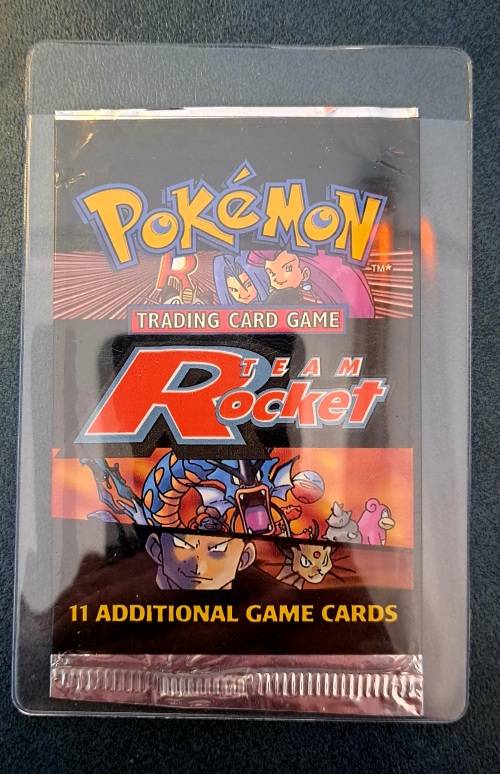 POKéMON
TM*
R
TRADING CARD GAME
TEAM
Rocket
11 ADDITIONAL GAME CARDS